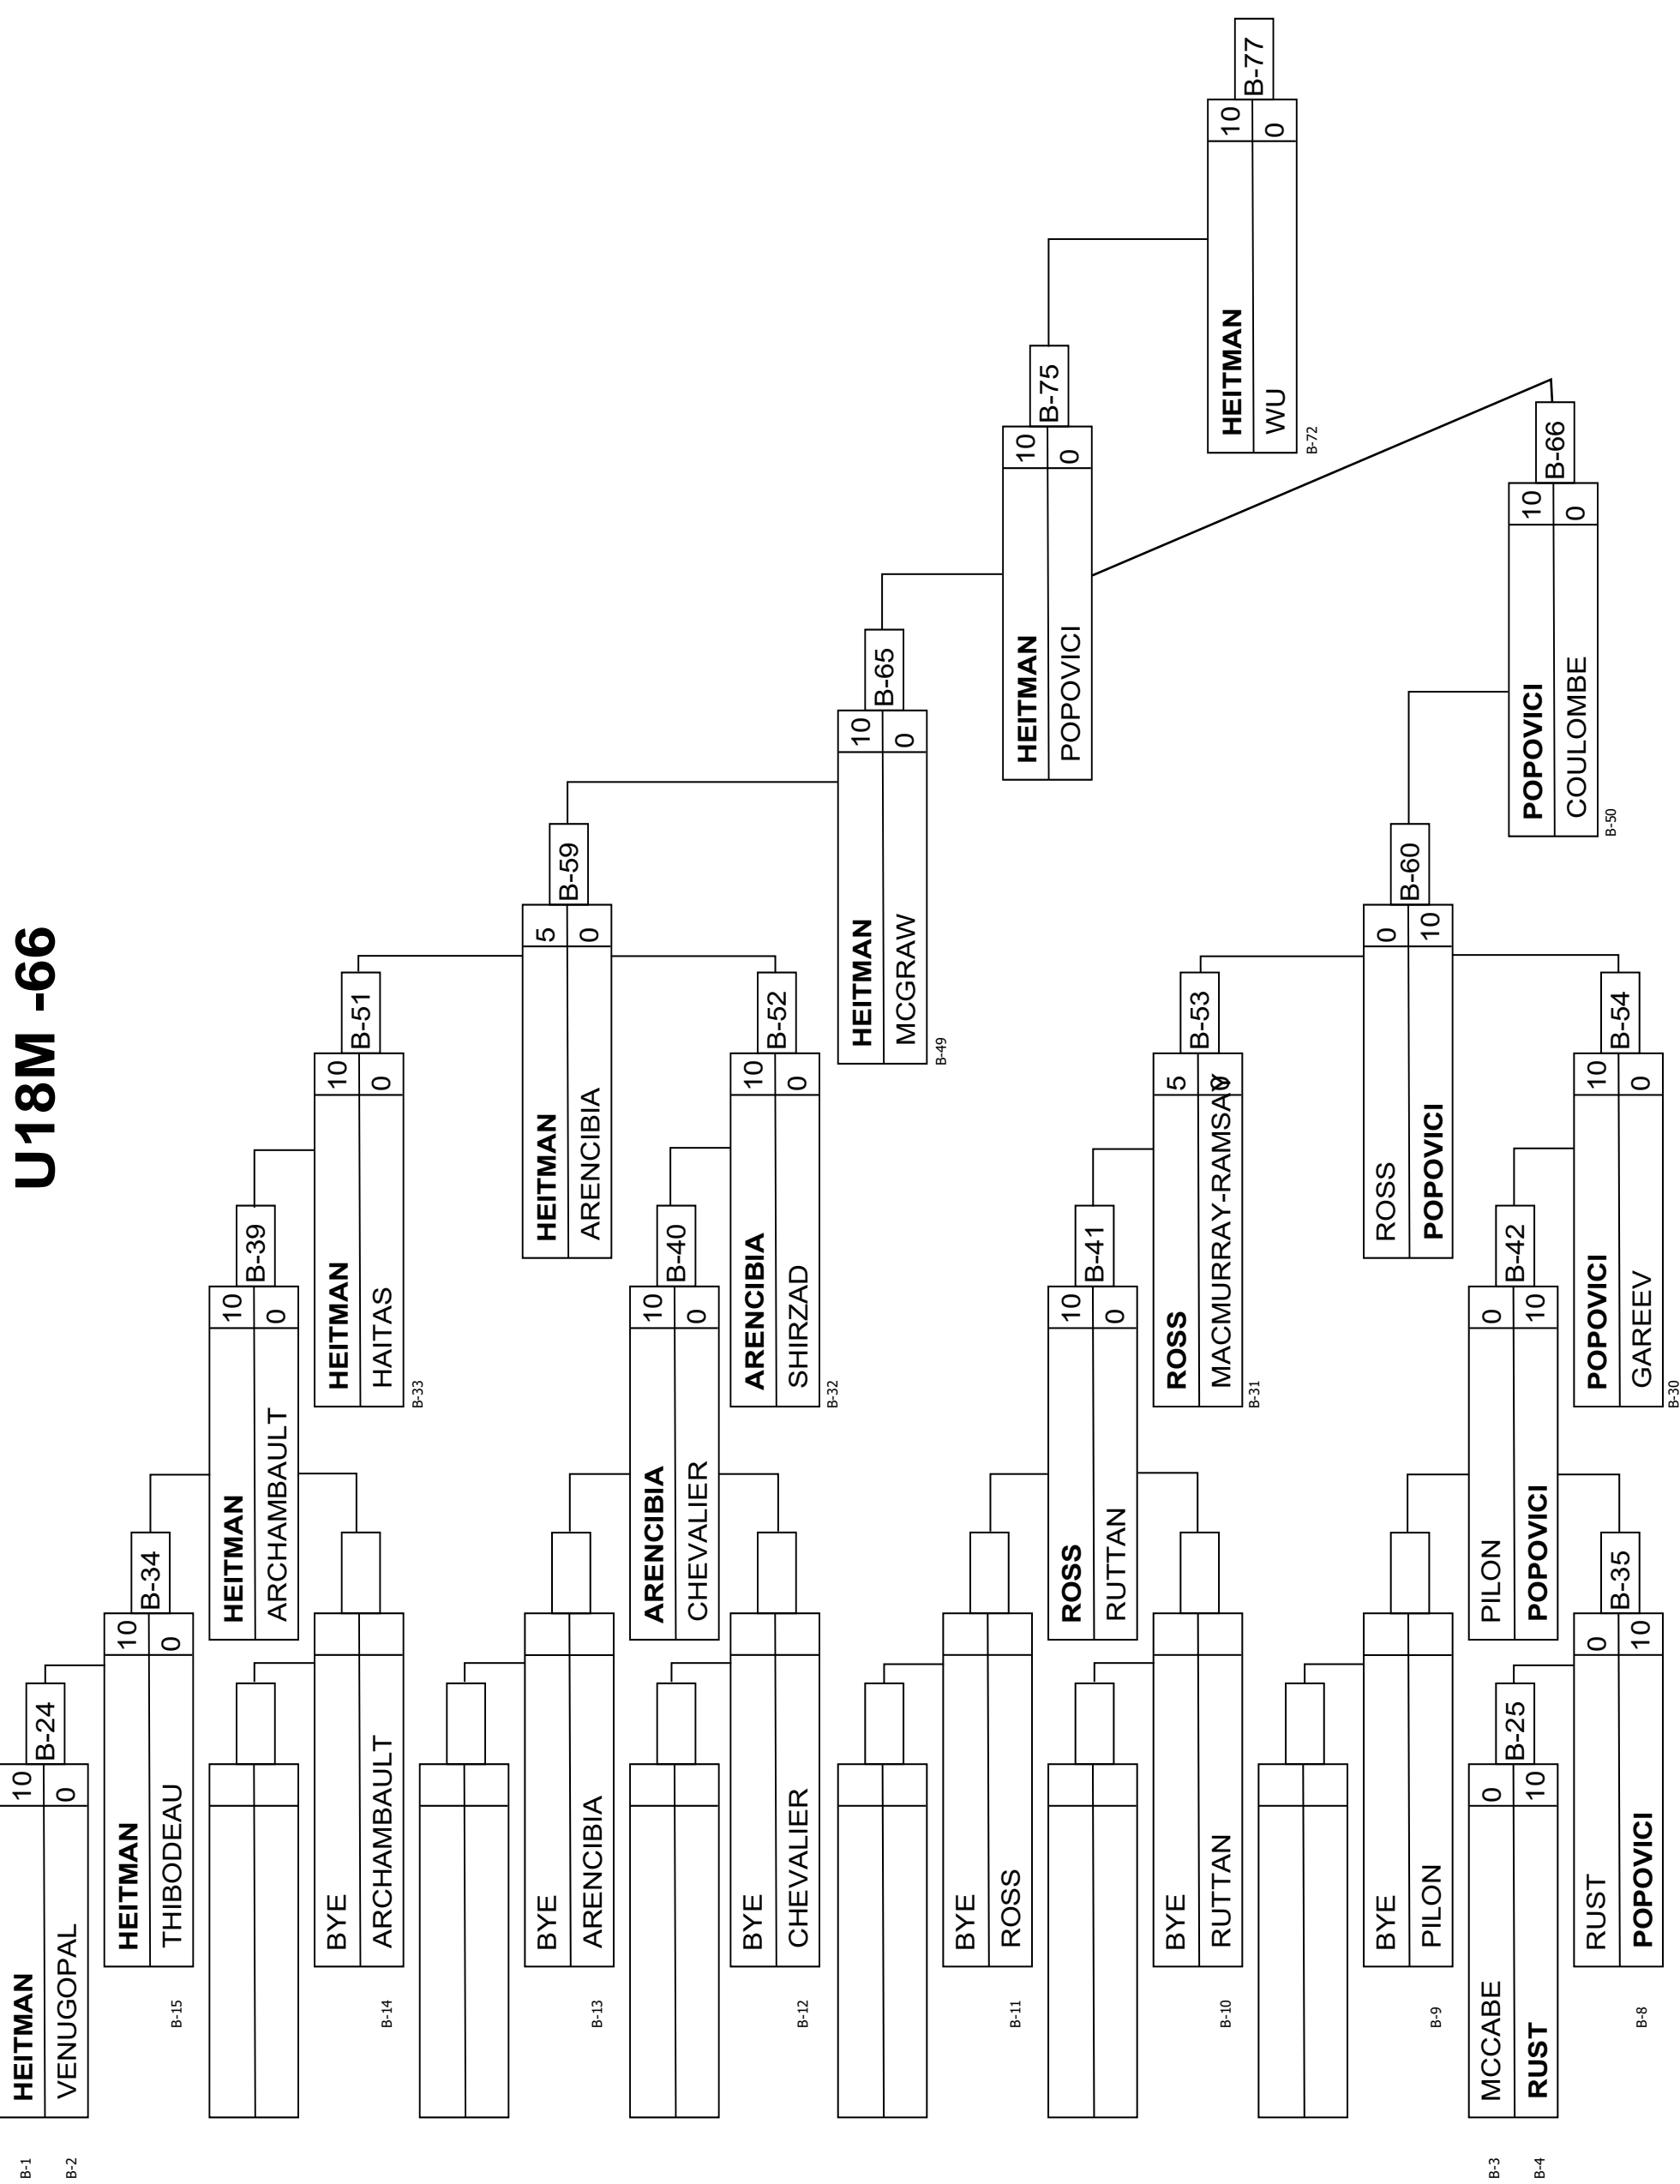 U18M -66
B-1
B-2
HEITMAN 10
VENUGOPAL 0
B-24
HEITMAN 10
THIBODEAU 0
B-34
B-15
HEITMAN 10
ARCHAMBAULT 0
B-39
BYE
ARCHAMBAULT
B-14
HEITMAN 10
HAITAS 0
B-51
B-33
BYE
ARENCIBIA
B-13
HEITMAN 5
ARENCIBIA 0
B-59
ARENCIBIA 10
CHEVALIER 0
B-40
BYE
CHEVALIER
B-12
ARENCIBIA 10
SHIRZAD 0
B-52
B-32
HEITMAN 10
MCGRAW 0
B-65
B-49
BYE
ROSS
B-11
HEITMAN 10
POPOVICI 0
B-75
ROSS 10
RUTTAN 0
B-41
BYE
RUTTAN
B-10
ROSS 5
MACMURRAY-RAMSAY 0
B-53
B-31
HEITMAN 10
WU 0
B-77
B-72
BYE
PILON
B-9
ROSS 0
POPOVICI 10
B-60
B-3
B-4
MCCABE 0
RUST 10
B-25
PILON 0
POPOVICI 10
B-42
POPOVICI 10
COULOMBE 0
B-66
B-50
RUST 0
POPOVICI 10
B-35
B-8
POPOVICI 10
GAREEV 0
B-54
B-30